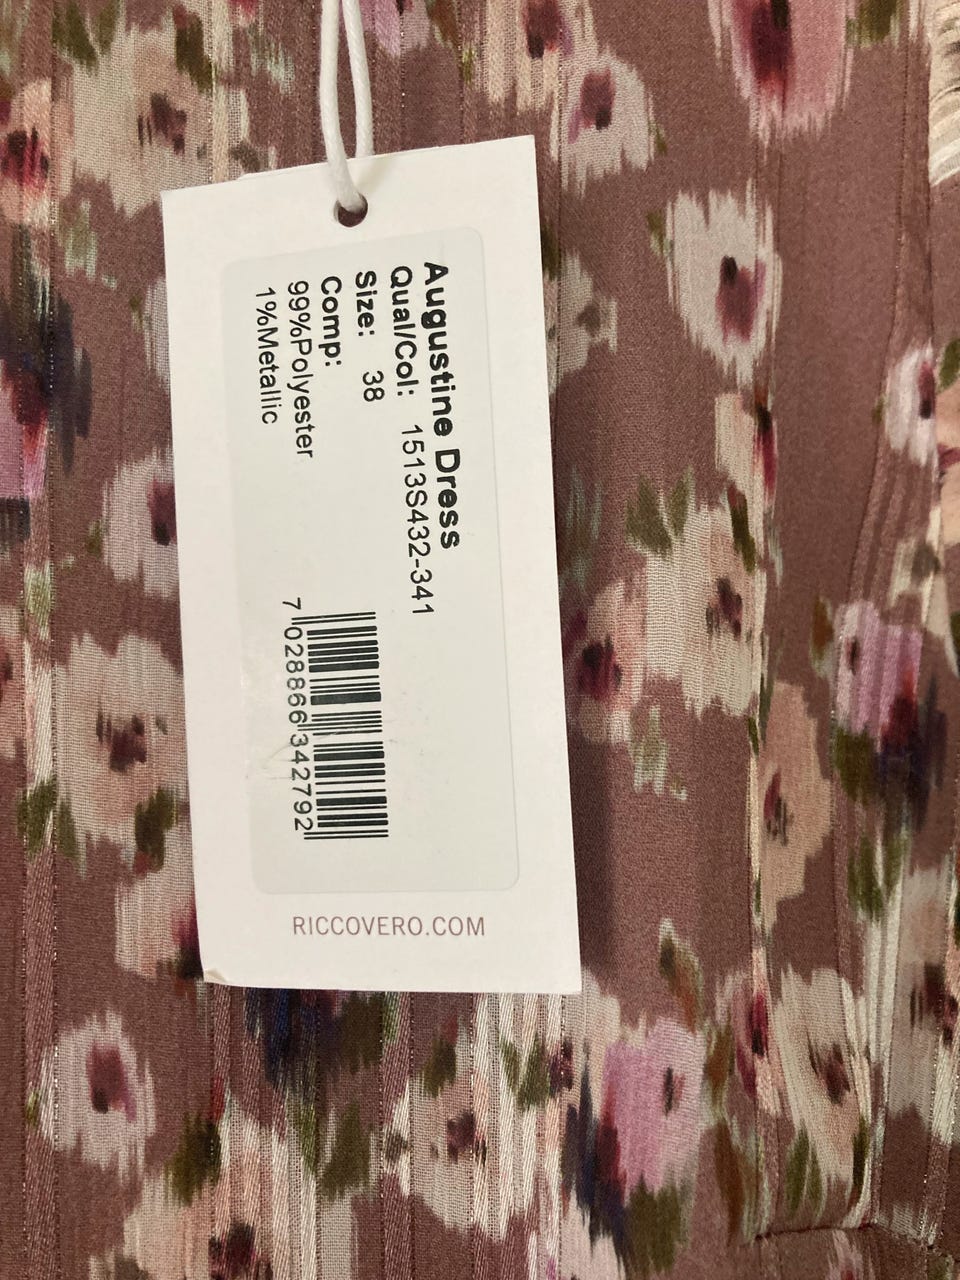 Augustine Dress
Qual/Col: 1513S432-341
Size: 38
Comp:
99%Polyester
1%Metallic
7 028866 342792
RICCOVERO.COM